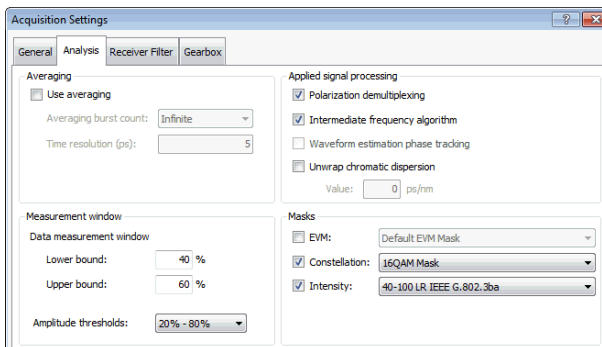 Acquisition Settings
General Analysis Receiver Filter Gearbox
Averaging
Use averaging
Averaging burst count: Infinite
Time resolution (ps): 5
Applied signal processing
Polarization demultiplexing
Intermediate frequency algorithm
Waveform estimation phase tracking
Unwrap chromatic dispersion
Value: 0 ps/nm
Measurement window
Data measurement window
Lower bound: 40 %
Upper bound: 60 %
Amplitude thresholds: 20% - 80%
Masks
EVM: Default EVM Mask
Constellation: 16QAM Mask
Intensity: 40-100 LR IEEE G.802.3ba